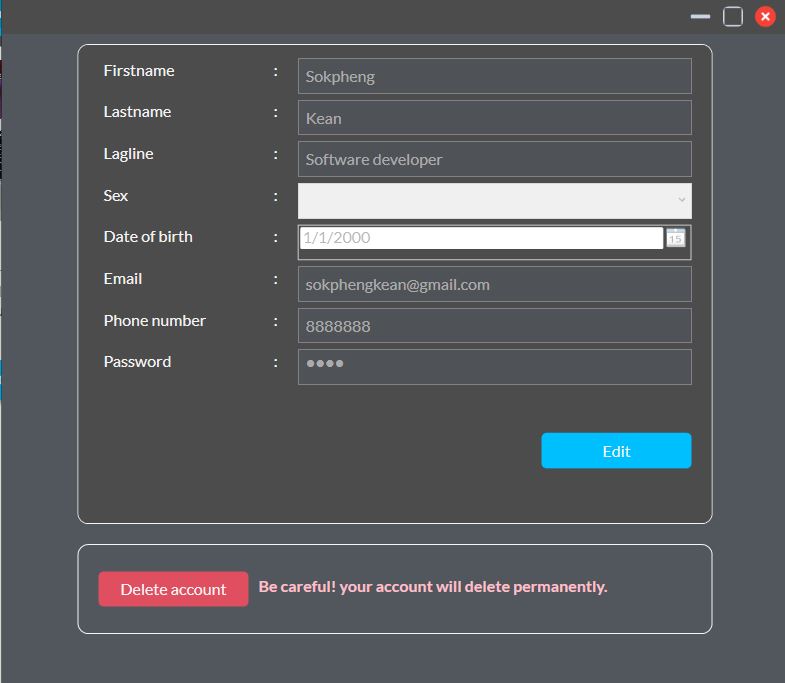 Firstname : Sokpheng
Lastname : Kean
Lagline : Software developer
Sex :
Date of birth : 1/1/2000 15
Email : sokphengkean@gmail.com
Phone number : 8888888
Password : ●●●●
Edit
Delete account Be careful! your account will delete permanently.